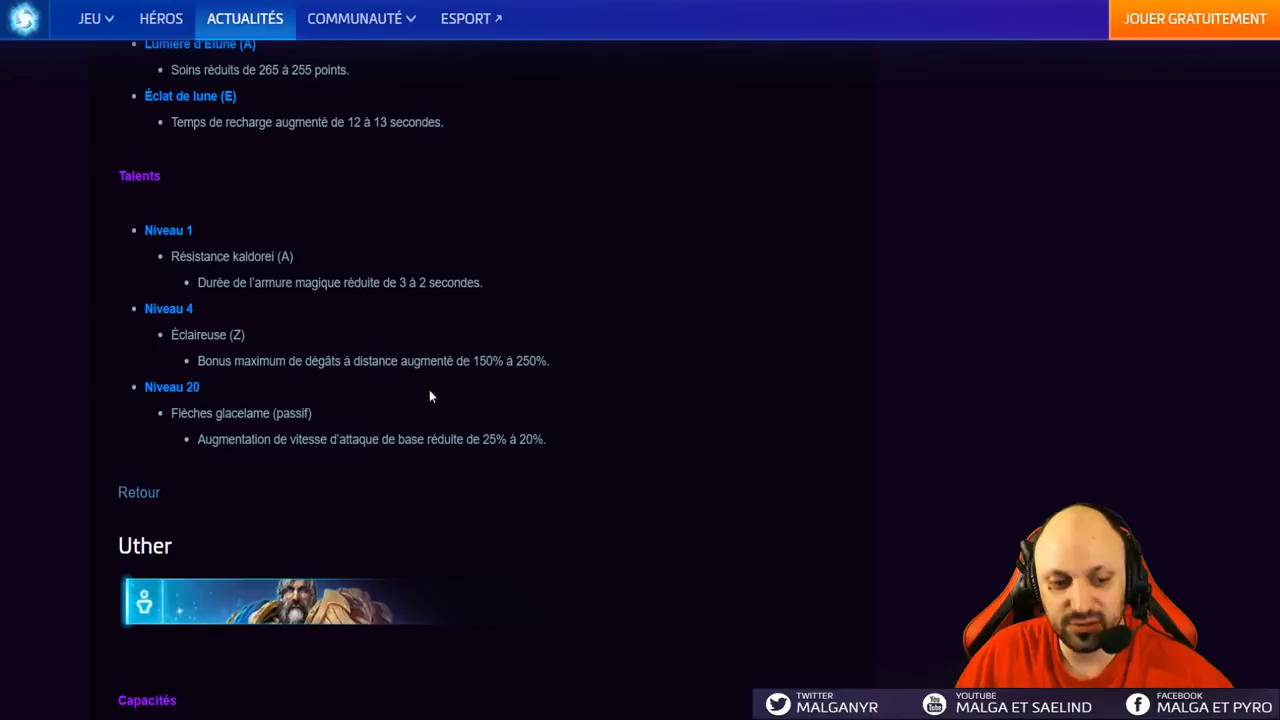 JEU HÉROS ACTUALITÉS COMMUNAUTÉ ESPORT JOUER GRATUITEMENT
Lumière d'Élune (A)
Soins réduits de 265 à 255 points.
Éclat de lune (E)
Temps de recharge augmenté de 12 à 13 secondes.
Talents
Niveau 1
Résistance kaldorei (A)
Durée de l'armure magique réduite de 3 à 2 secondes.
Niveau 4
Éclaireuse (Z)
Bonus maximum de dégâts à distance augmenté de 150% à 250%.
Niveau 20
Flèches glacelame (passif)
Augmentation de vitesse d'attaque de base réduite de 25% à 20%.
Retour
Uther
Capacités
TWITTER
MALGANYR
YOUTUBE
MALGA ET SAELIND
FACEBOOK
MALGA ET PYRO